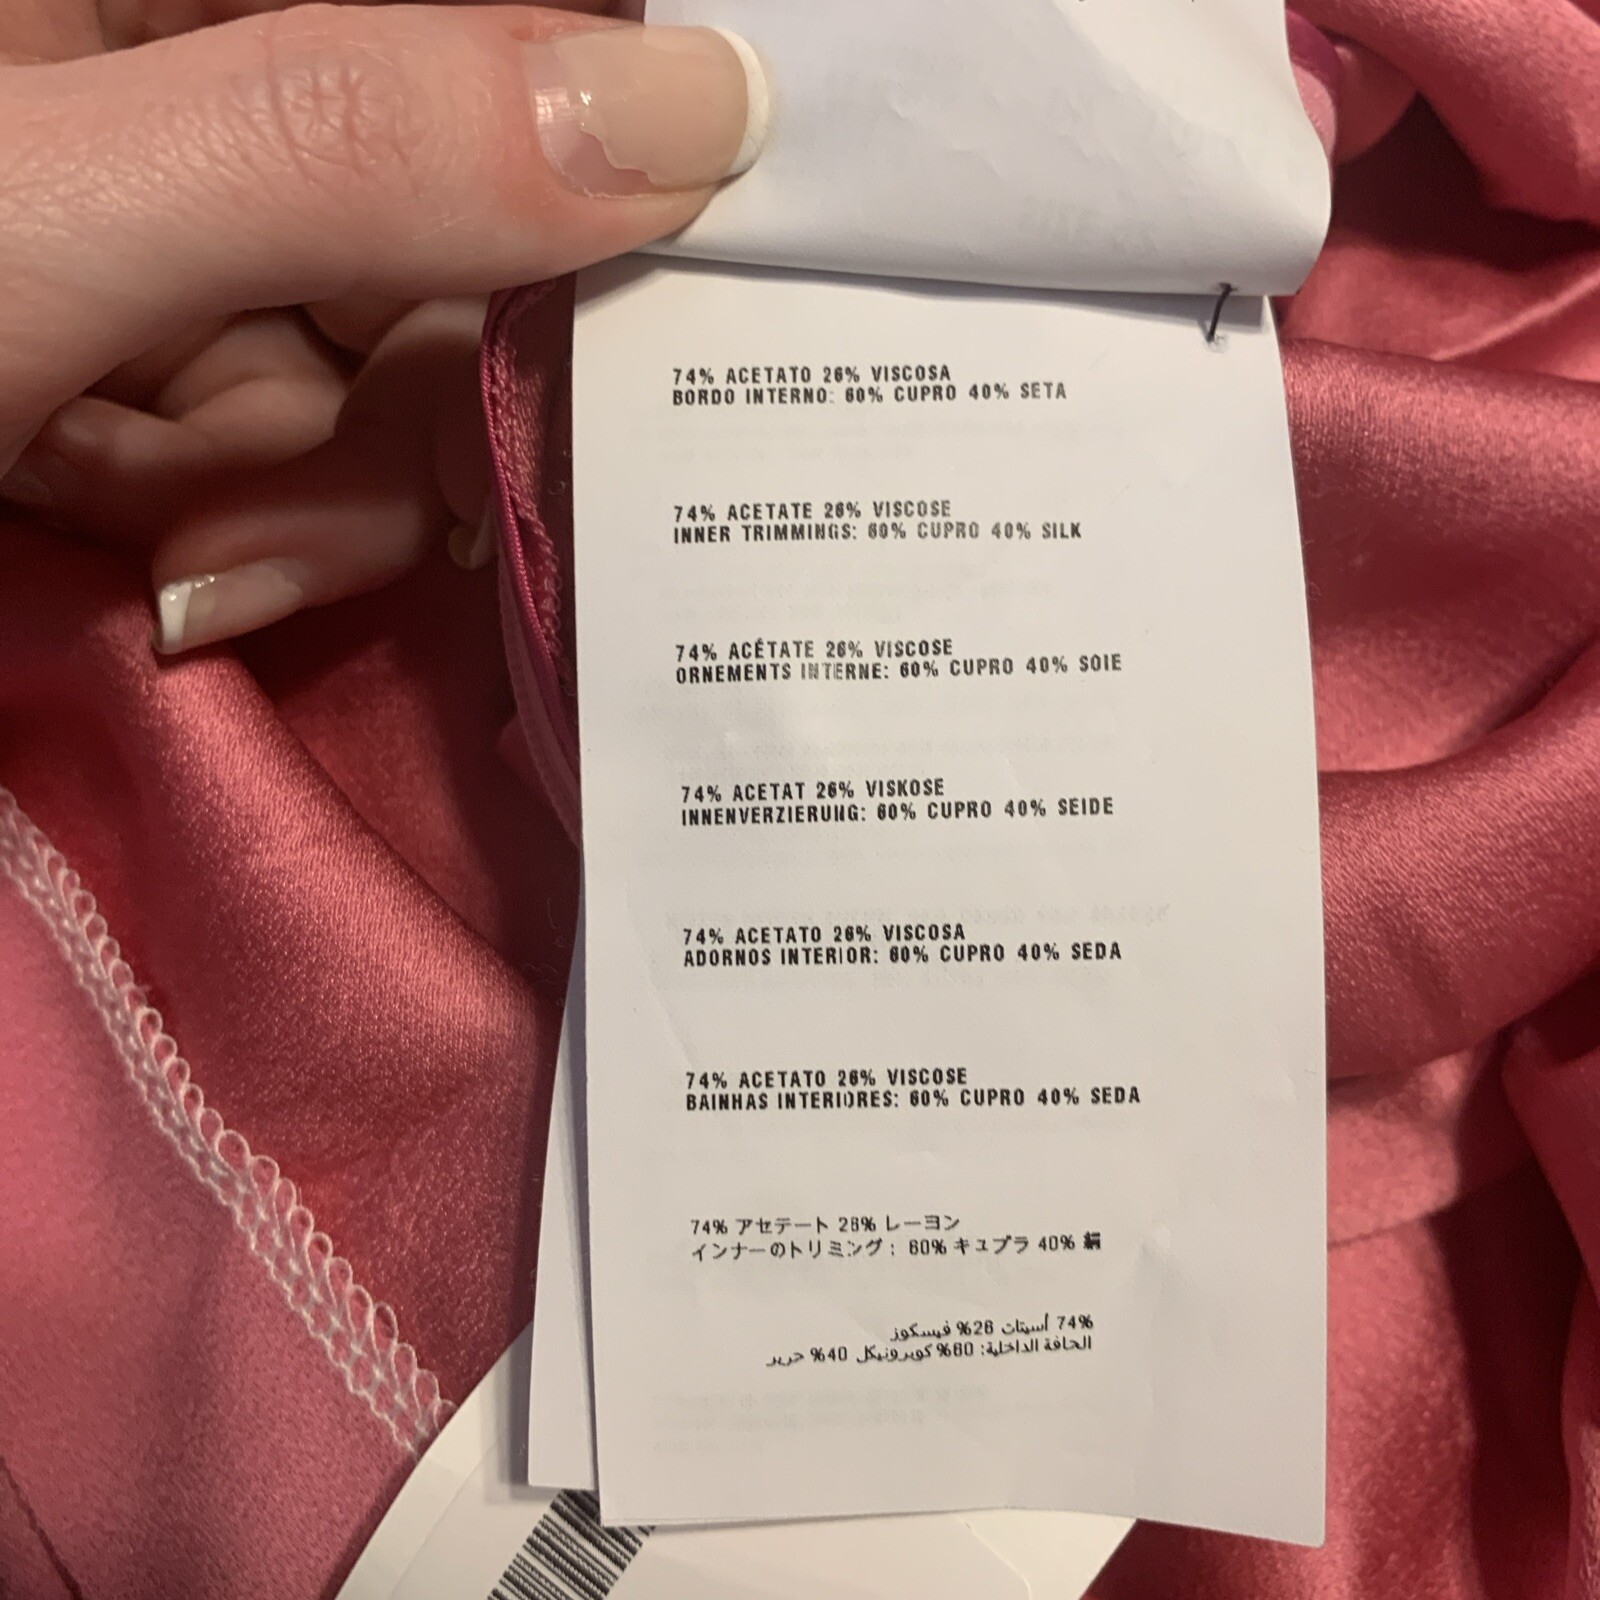 74% ACETATO 26% VISCOSA
BORDO INTERNO: 60% CUPRO 40% SETA
74% ACETATE 26% VISCOSE
INNER TRIMMINGS: 60% CUPRO 40% SILK
74% ACÉTATE 26% VISCOSE
ORNEMENTS INTERNE: 60% CUPRO 40% SOIE
74% ACETAT 26% VISKOSE
INNENVERZIERUNG: 60% CUPRO 40% SEIDE
74% ACETATO 26% VISCOSA
ADORNOS INTERIOR: 60% CUPRO 40% SEDA
74% ACETATO 26% VISCOSE
BAINHAS INTERIORES: 60% CUPRO 40% SEDA
74% アセテート 26% レーヨン
インナーのトリミング: 60% キュプラ 40% 絹
74% أسيتات 26% فيسكوز
الحافة الداخلية: 60% كوبرونيكل 40% حرير